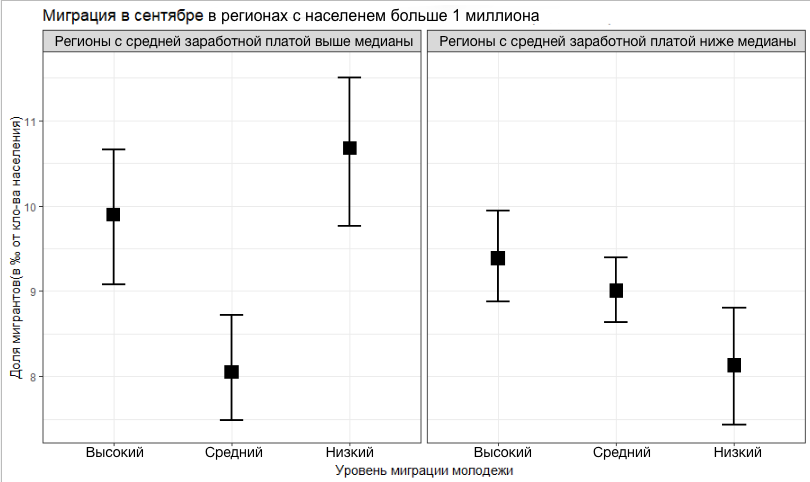 Миграция в сентябре в регионах с населенем больше 1 миллиона
Регионы с средней заработной платой выше медианы
Регионы с средней заработной платой ниже медианы
Доля мигрантов(в ‰ от кло-ва населения)
11
10
9
8
Высокий
Средний
Низкий
Высокий
Средний
Низкий
Уровень миграции молодежи